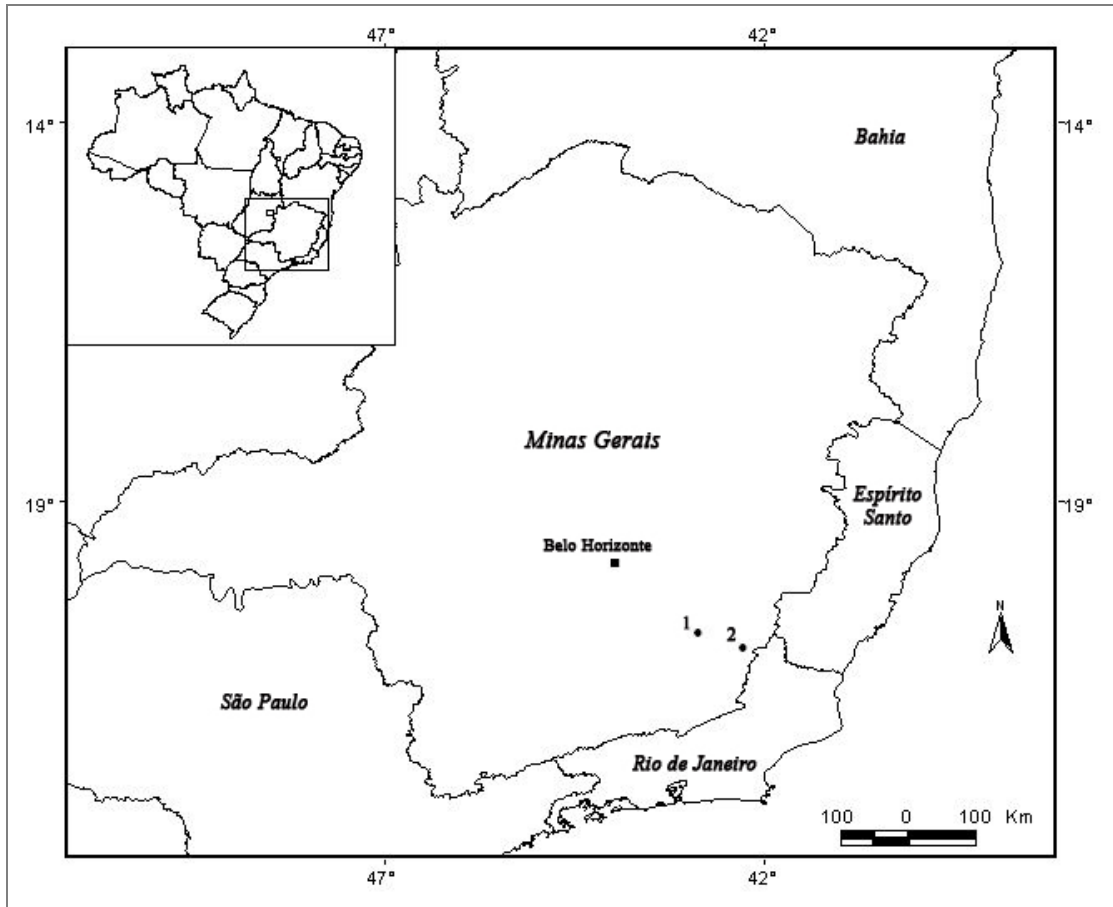 47°
42°
14°
14°
Bahia
Minas Gerais
19°
19°
Espírito
Santo
Belo Horizonte
N
1
2
São Paulo
Rio de Janeiro
100 0 100 Km
47°
42°